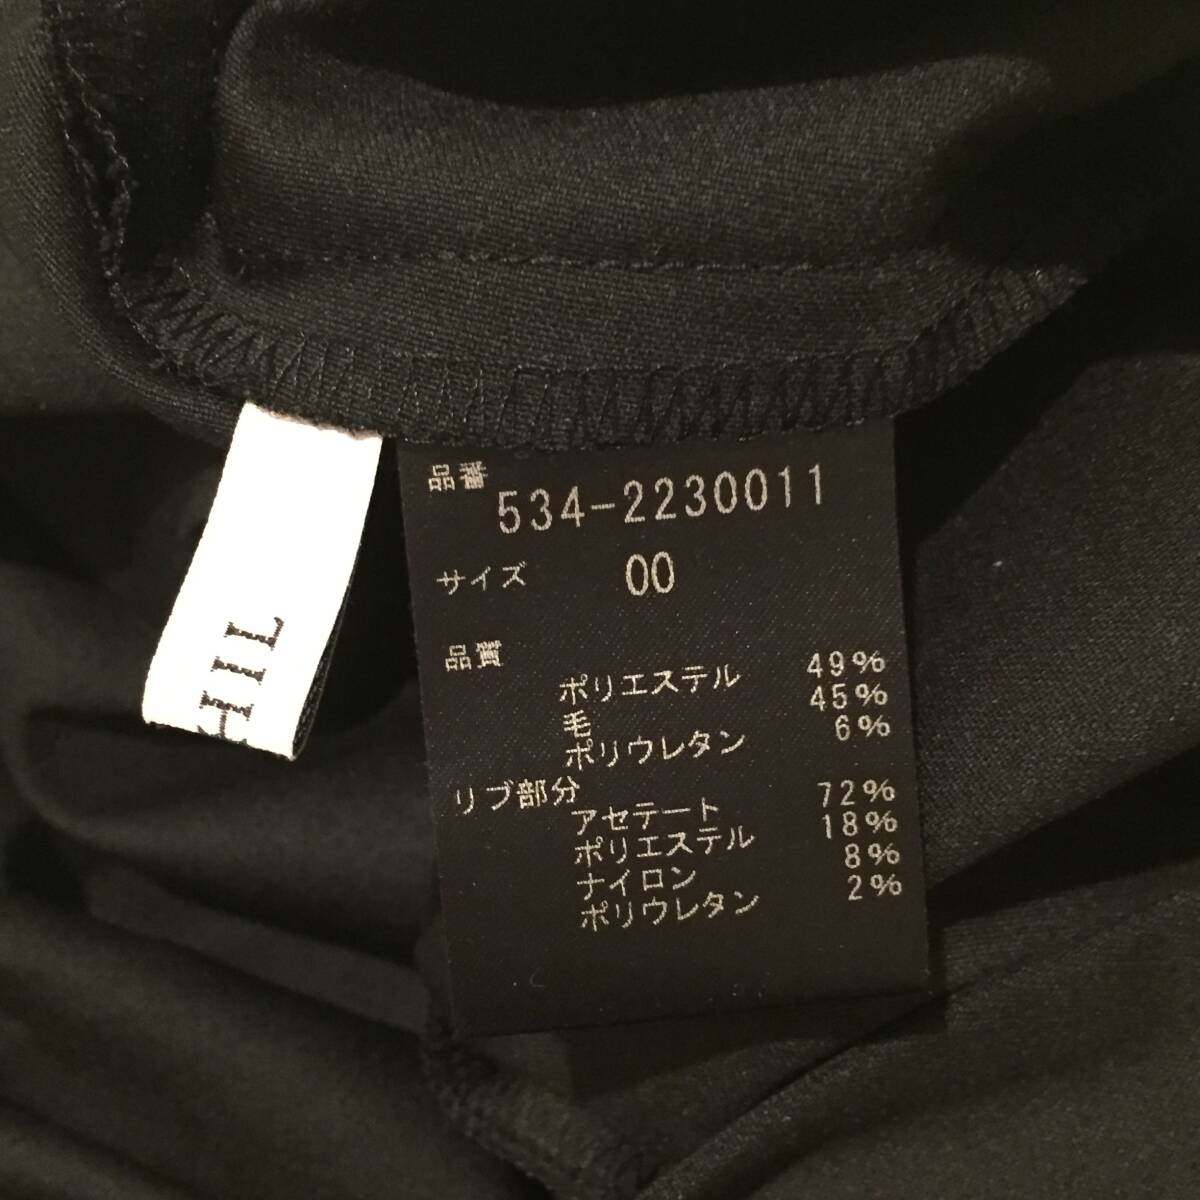 品番
534-2230011
サイズ 00
品質
ポリエステル 49%
毛 45%
ポリウレタン 6%
リブ部分
アセテート 72%
ポリエステル 18%
ナイロン 8%
ポリウレタン 2%